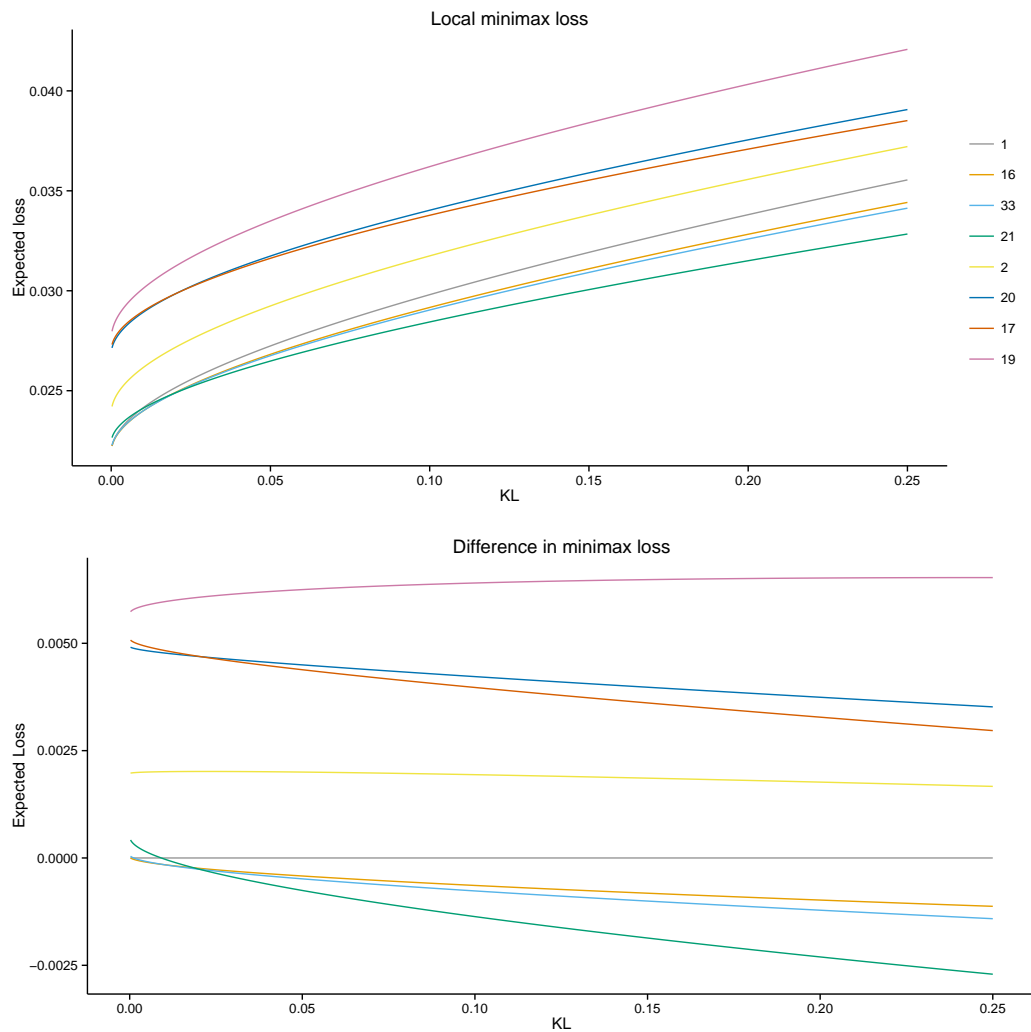 Local minimax loss
Expected loss
0.040
0.035
0.030
0.025
0.00 0.05 0.10 0.15 0.20 0.25
KL
1
16
33
21
2
20
17
19
Difference in minimax loss
Expected Loss
0.0050
0.0025
0.0000
−0.0025
0.00 0.05 0.10 0.15 0.20 0.25
KL